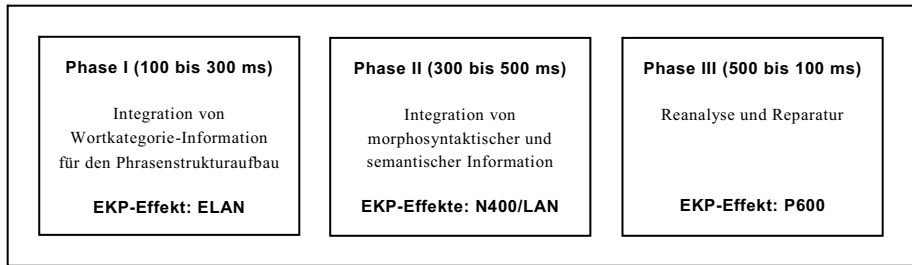 Phase I (100 bis 300 ms)
Integration von
Wortkategorie-Information
für den Phrasenstrukturaufbau
EKP-Effekt: ELAN
Phase II (300 bis 500 ms)
Integration von
morphosyntaktischer und
semantischer Information
EKP-Effekte: N400/LAN
Phase III (500 bis 100 ms)
Reanalyse und Reparatur
EKP-Effekt: P600